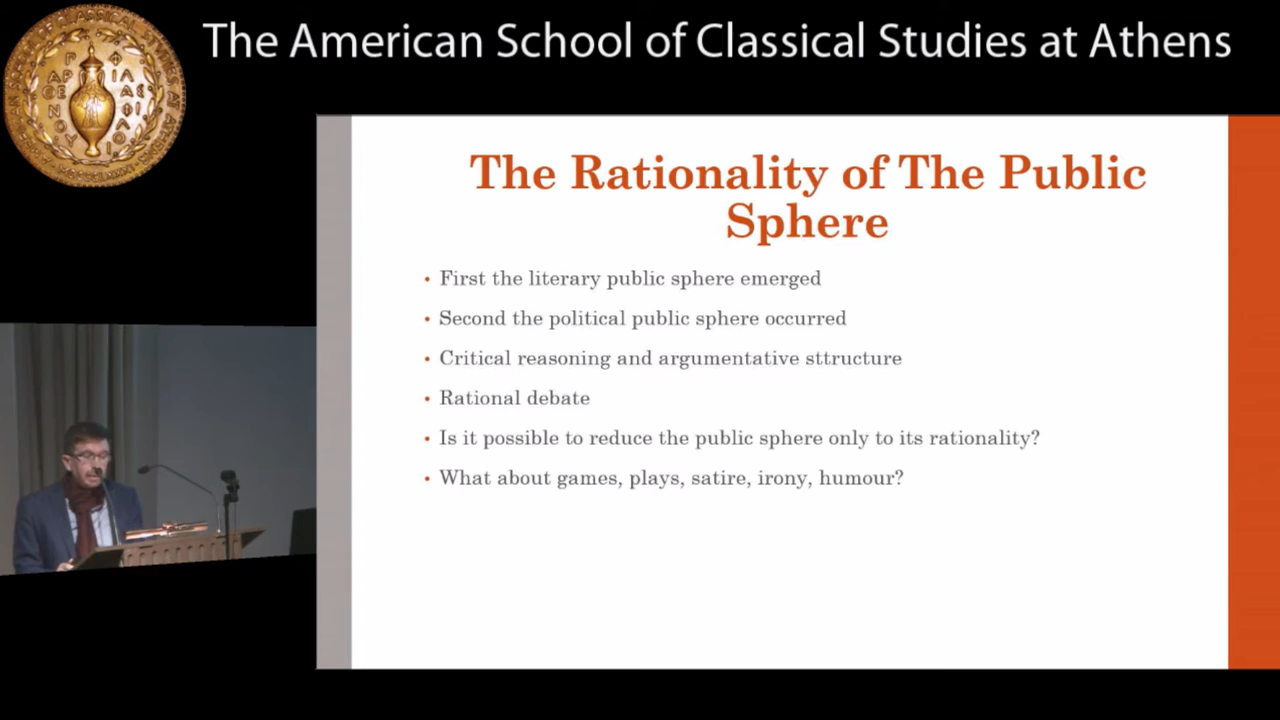 The American School of Classical Studies at Athens
The Rationality of The Public
Sphere
• First the literary public sphere emerged
• Second the political public sphere occurred
• Critical reasoning and argumentative sttructure
• Rational debate
• Is it possible to reduce the public sphere only to its rationality?
• What about games, plays, satire, irony, humour?